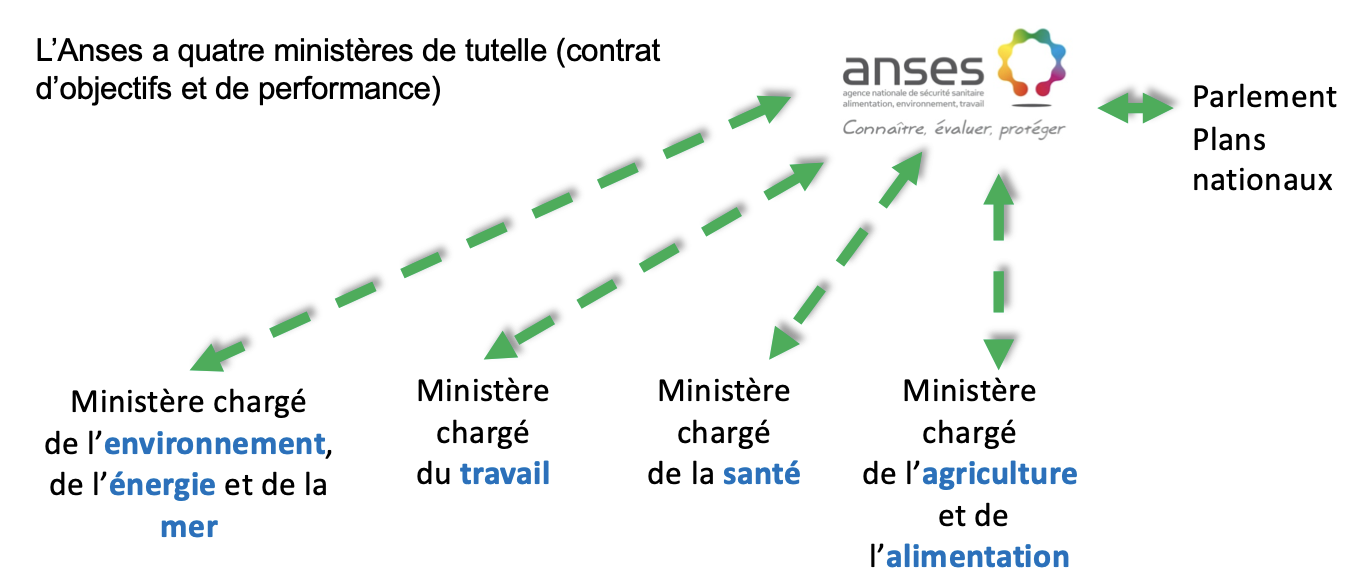 L’Anses a quatre ministères de tutelle (contrat
d’objectifs et de performance)
anses
agence nationale de sécurité sanitaire
alimentation, environnement, travail
Connaître, évaluer, protéger
Parlement
Plans
nationaux
Ministère chargé
de l’environnement,
de l’énergie et de la
mer
Ministère
chargé
du travail
Ministère
chargé
de la santé
Ministère
chargé
de l’agriculture
et de
l’alimentation